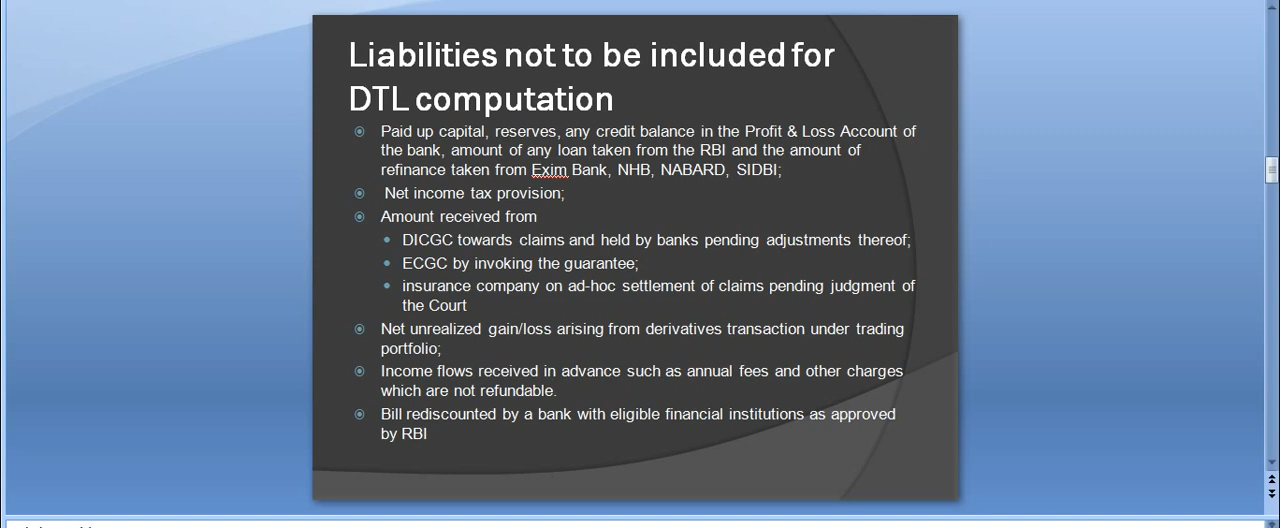 Liabilities not to be included for
DTL computation
Paid up capital, reserves, any credit balance in the Profit & Loss Account of
the bank, amount of any loan taken from the RBI and the amount of
refinance taken from Exim Bank, NHB, NABARD, SIDBI;
Net income tax provision;
Amount received from
DICGC towards claims and held by banks pending adjustments thereof;
ECGC by invoking the guarantee;
insurance company on ad-hoc settlement of claims pending judgment of
the Court
Net unrealized gain/loss arising from derivatives transaction under trading
portfolio;
Income flows received in advance such as annual fees and other charges
which are not refundable.
Bill rediscounted by a bank with eligible financial institutions as approved
by RBI